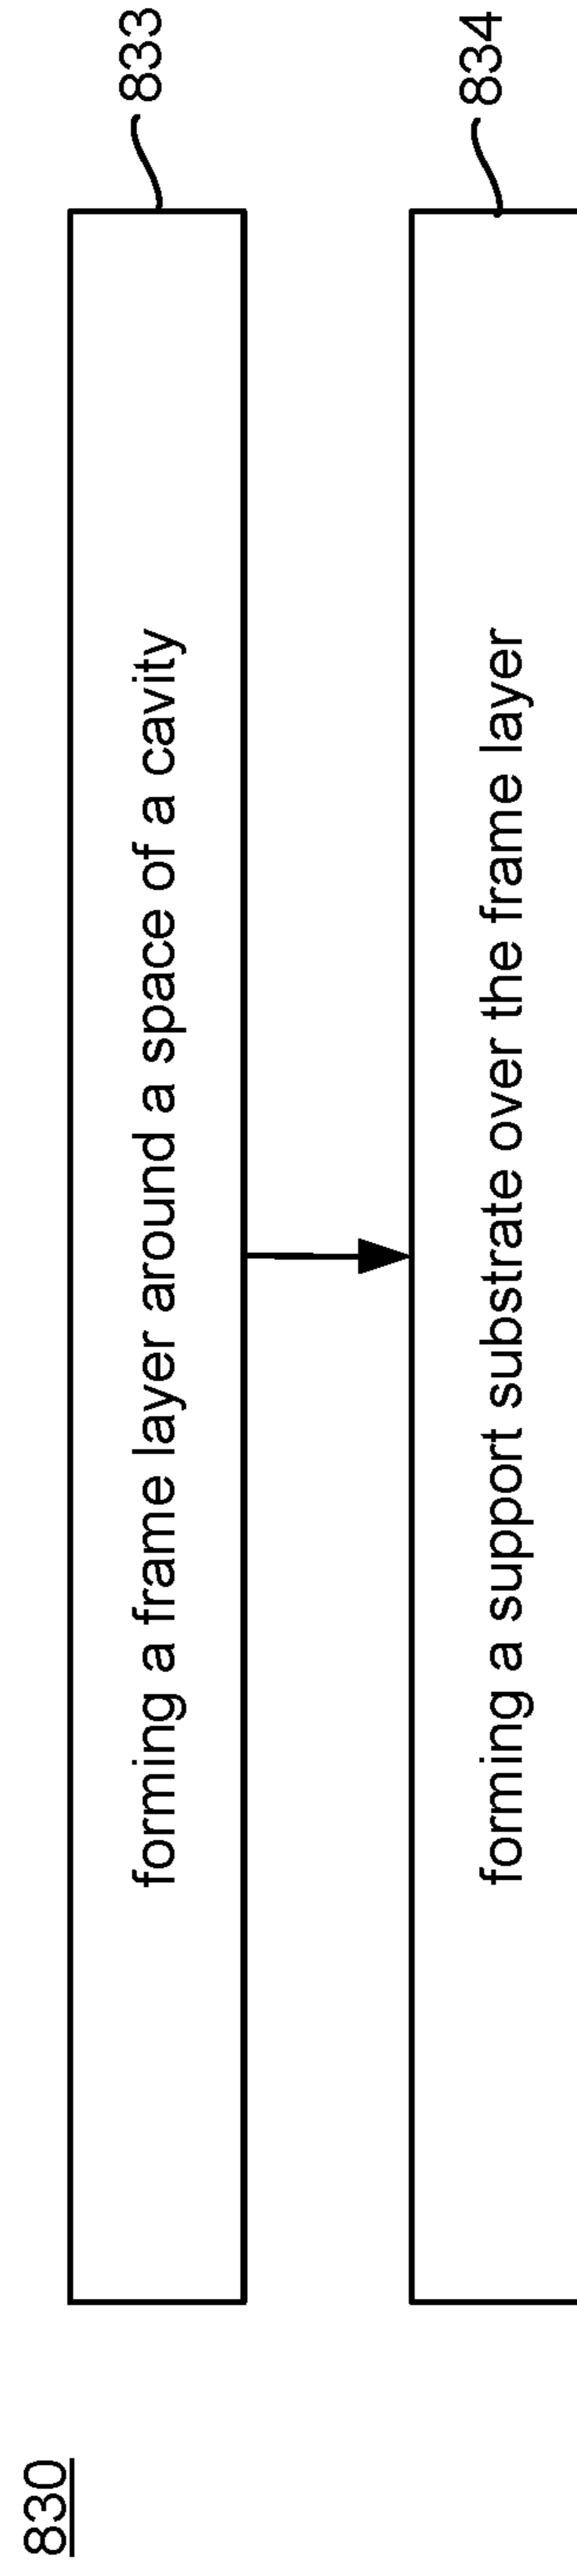 830
833
forming a frame layer around a space of a cavity
834
forming a support substrate over the frame layer